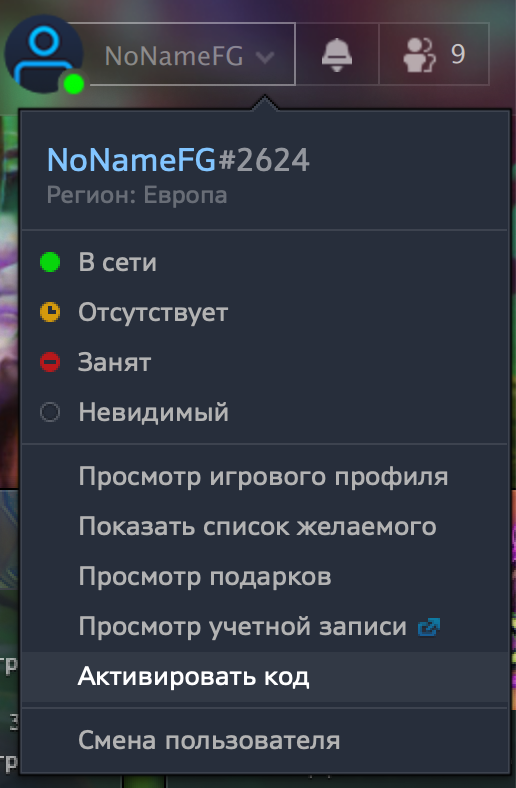 NoNameFG
9
NoNameFG#2624
Регион: Европа
В сети
Отсутствует
Занят
Невидимый
Просмотр игрового профиля
Показать список желаемого
Просмотр подарков
Просмотр учетной записи
Активировать код
Смена пользователя